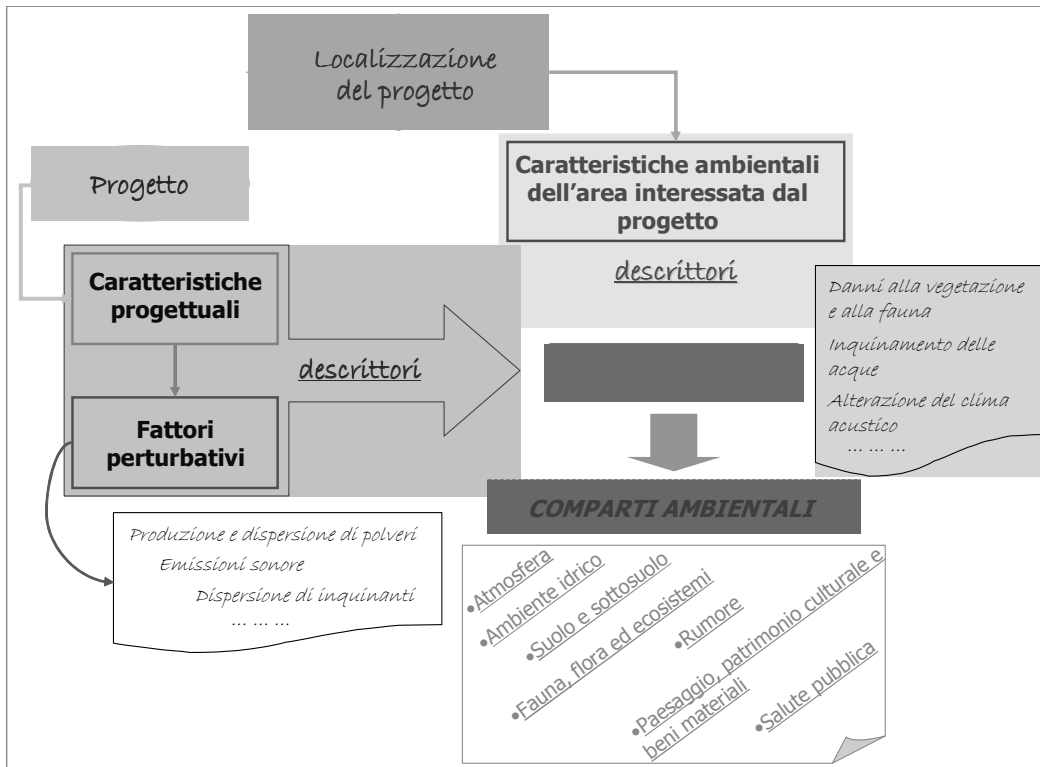 Localizzazione
del progetto
Progetto
Caratteristiche ambientali
dell'area interessata dal
progetto
descrittori
Caratteristiche
progettuali
descrittori
Fattori
perturbativi
Danni alla vegetazione
e alla fauna
Inquinamento delle
acque
Alterazione del clima
acustico
... ... ...
COMPARTI AMBIENTALI
Produzione e dispersione di polveri
Emissioni sonore
Dispersione di inquinanti
... ... ...
•Atmosfera
•Ambiente idrico
•Suolo e sottosuolo
•Fauna, flora ed ecosistemi
•Rumore
•Paesaggio, patrimonio culturale e
beni materiali
•Salute pubblica